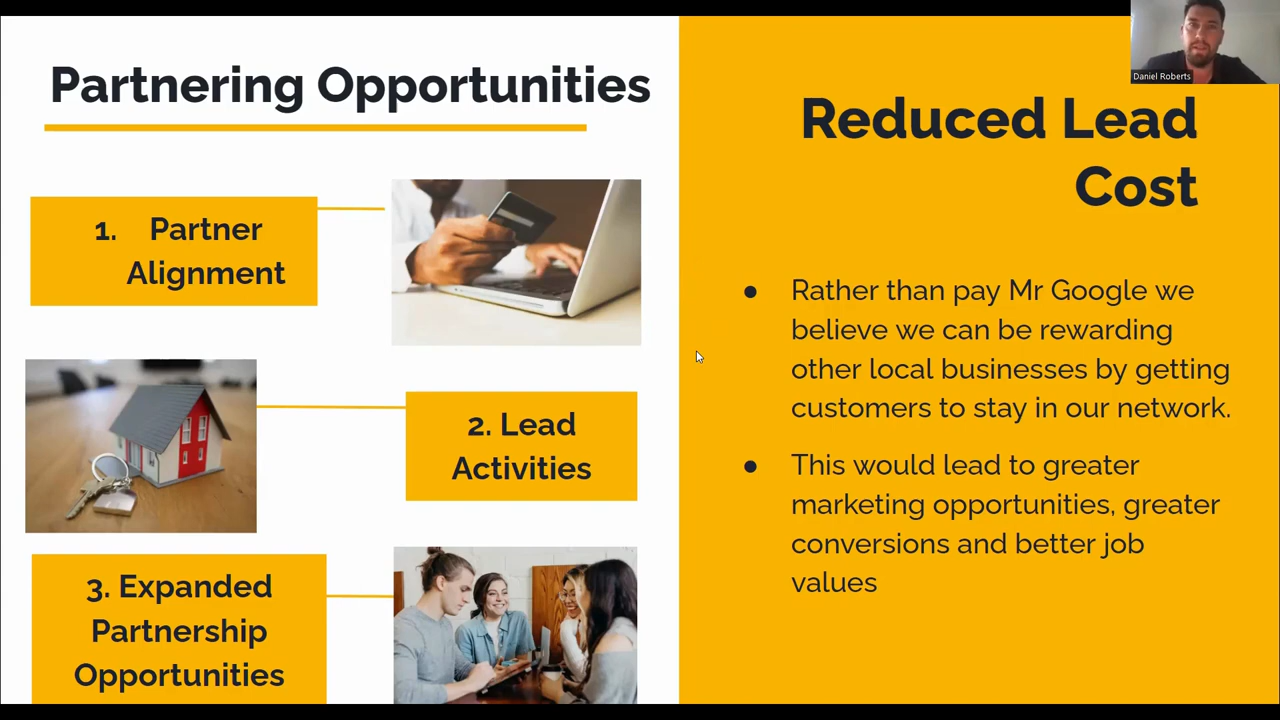 Partnering Opportunities
1. Partner
Alignment
2. Lead
Activities
3. Expanded
Partnership
Opportunities
Daniel Roberts
Reduced Lead
Cost
● Rather than pay Mr Google we
believe we can be rewarding
other local businesses by getting
customers to stay in our network.
● This would lead to greater
marketing opportunities, greater
conversions and better job
values